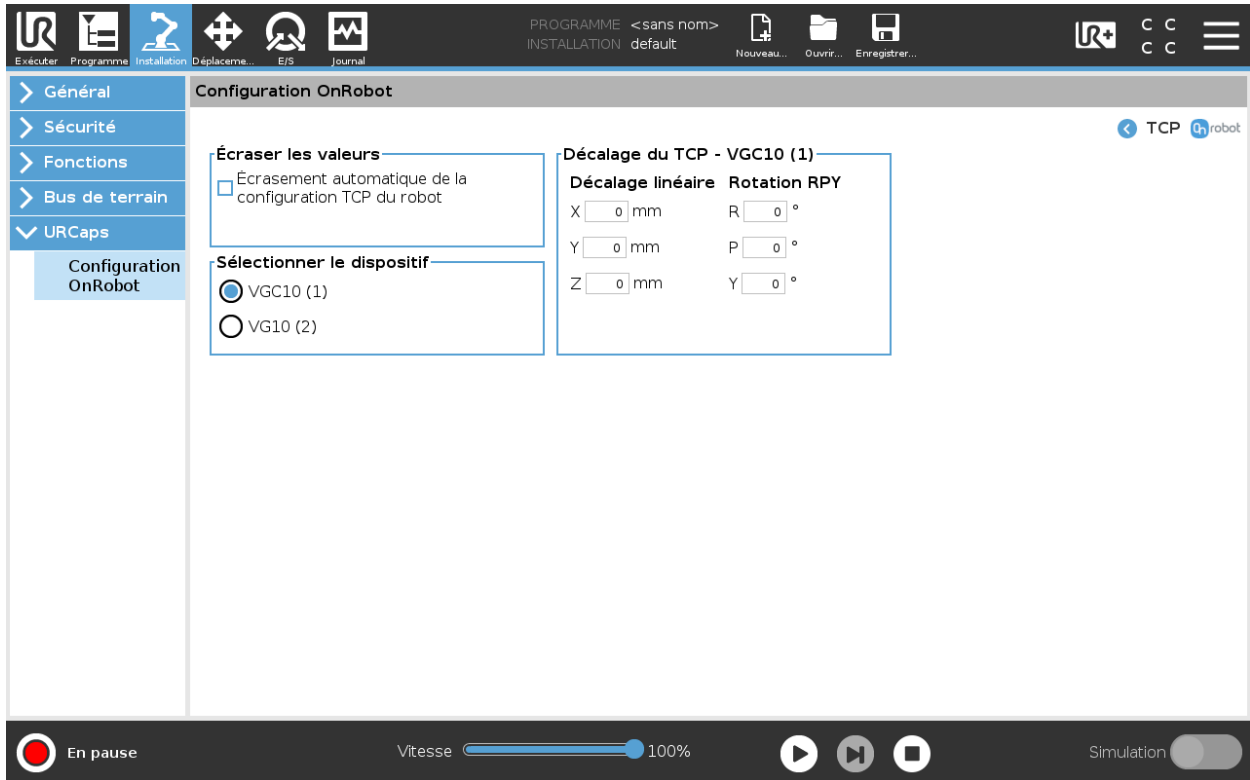 PROGRAMME <sans nom>
INSTALLATION default
UR+
C C
C C
Exécuter
Programme
Installation
Déplaceme...
E/S
Journal
Nouveau...
Ouvrir...
Enregistrer...
Général
Sécurité
Fonctions
Bus de terrain
URCaps
Configuration
OnRobot
Configuration OnRobot
TCP On robot
Écraser les valeurs
Écrasement automatique de la
configuration TCP du robot
Sélectionner le dispositif
VGC10 (1)
VG10 (2)
Décalage du TCP - VGC10 (1)
Décalage linéaire Rotation RPY
X 0 mm R 0 °
Y 0 mm P 0 °
Z 0 mm Y 0 °
En pause
Vitesse 100%
Simulation